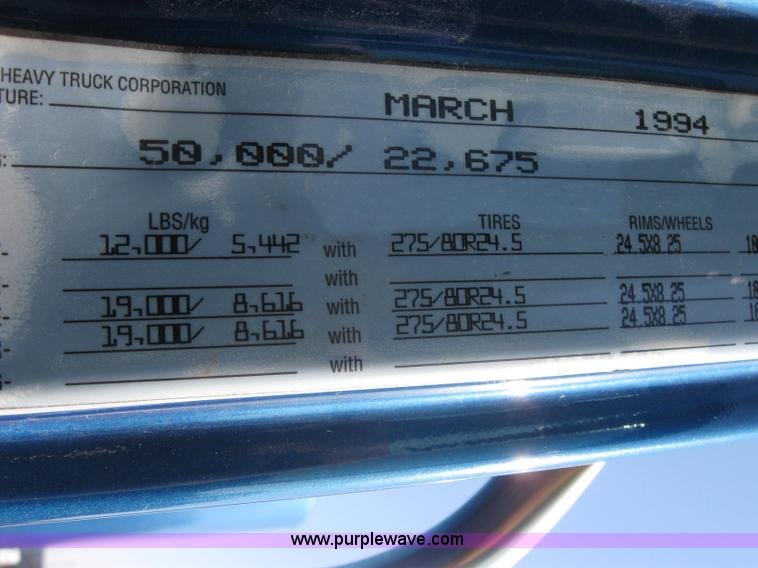 HEAVY TRUCK CORPORATION
TURE: MARCH 1994
50,000/ 22,675
LBS/kg TIRES RIMS/WHEELS
12,000/ 5,442 with 275/80R24.5 24.5X8.25
with
19,000/ 8,616 with 275/80R24.5 24.5X8.25
19,000/ 8,616 with 275/80R24.5 24.5X8.25
with
www.purplewave.com